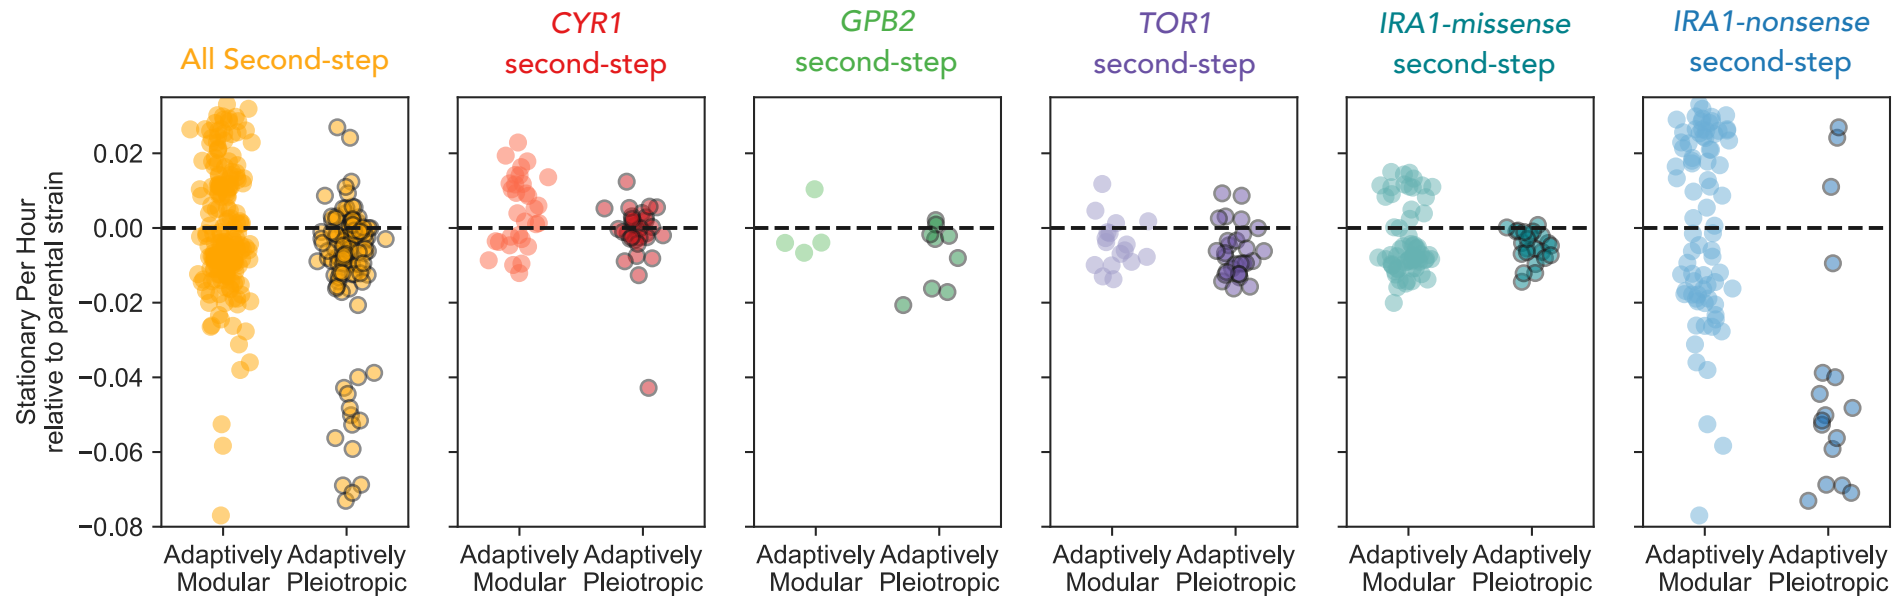 All Second-step
CYR1
second-step
GPB2
second-step
TOR1
second-step
IRA1-missense
second-step
IRA1-nonsense
second-step
Stationary Per Hour
relative to parental strain
0.02
0.00
−0.02
−0.04
−0.06
−0.08
Adaptively
Modular
Adaptively
Pleiotropic
Adaptively
Modular
Adaptively
Pleiotropic
Adaptively
Modular
Adaptively
Pleiotropic
Adaptively
Modular
Adaptively
Pleiotropic
Adaptively
Modular
Adaptively
Pleiotropic
Adaptively
Modular
Adaptively
Pleiotropic